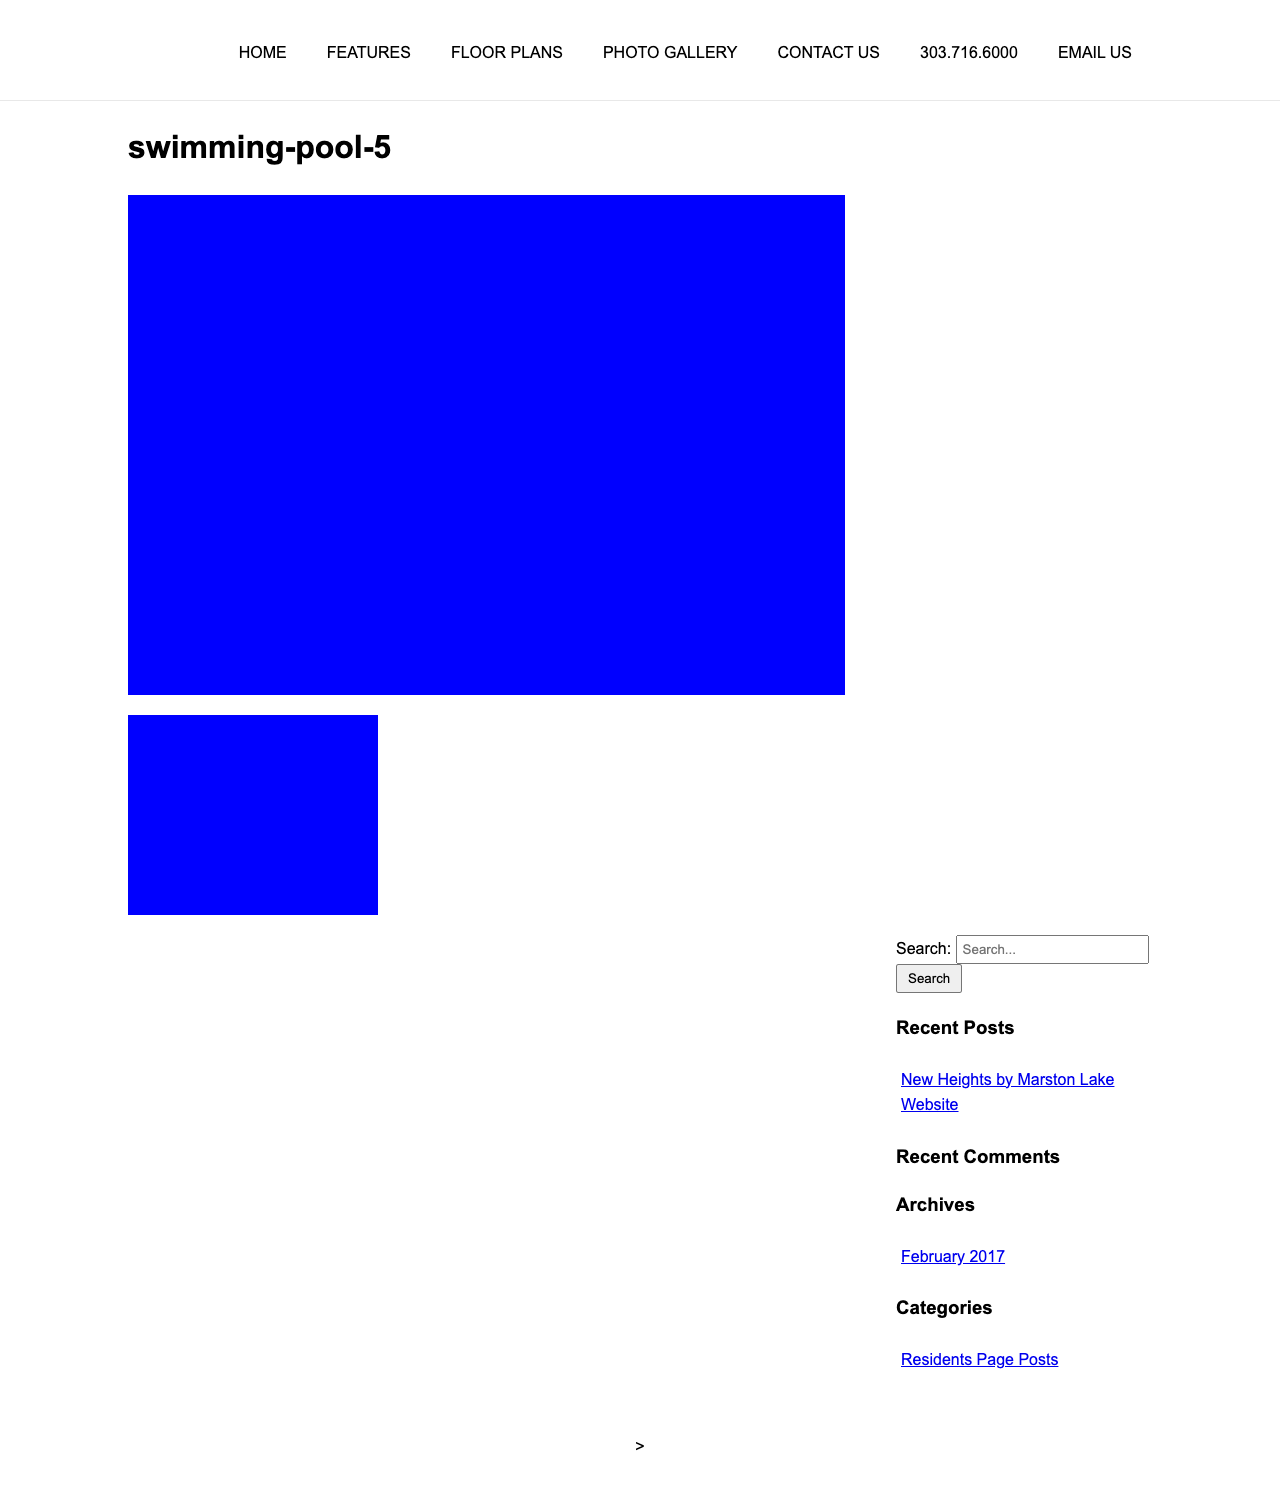 HOME FEATURES FLOOR PLANS PHOTO GALLERY CONTACT US 303.716.6000 EMAIL US
swimming-pool-5
Search: Search...
Search
Recent Posts
New Heights by Marston Lake
Website
Recent Comments
Archives
February 2017
Categories
Residents Page Posts
>